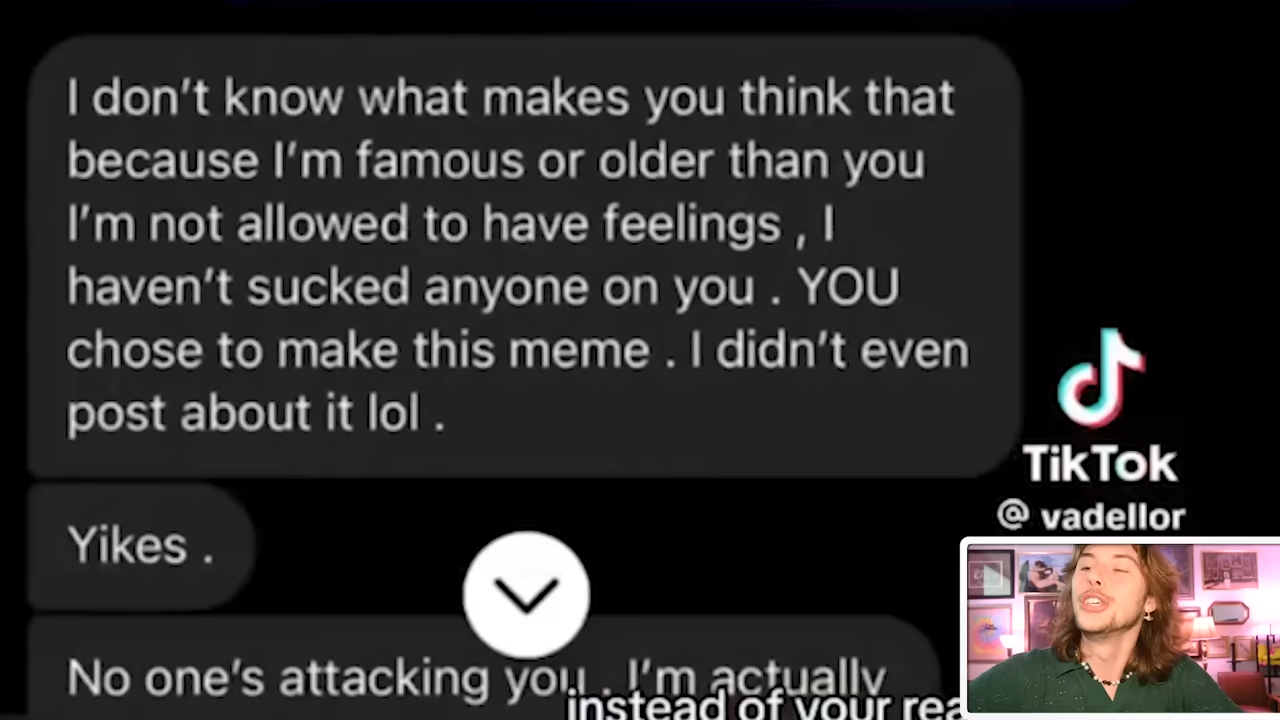 I don't know what makes you think that
because I'm famous or older than you
I'm not allowed to have feelings , I
haven't sucked anyone on you . YOU
chose to make this meme . I didn't even
post about it lol .
Yikes .
No one's attacking you . I'm actually
instead of your rea
TikTok
@ vadellor